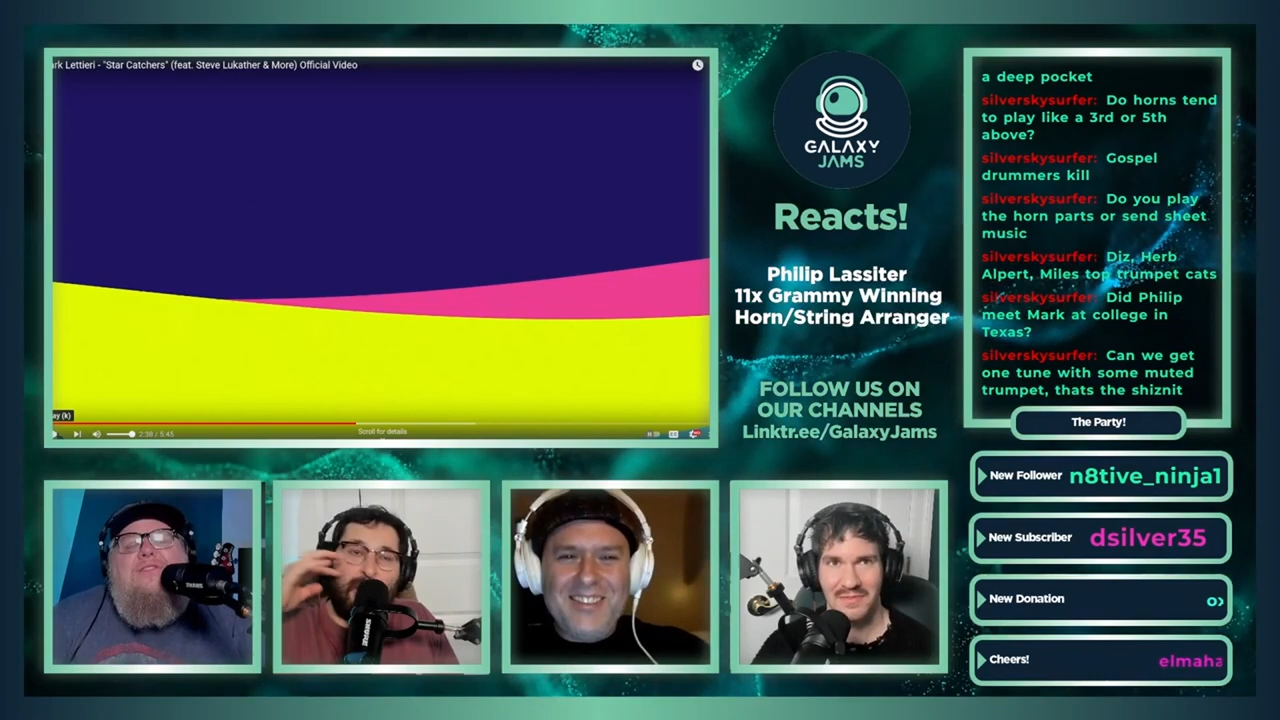 rk Lettieri - "Star Catchers" (feat. Steve Lukather & More) Official Video
ay (k)
2:38 / 5:45
Scroll for details
GALAXY
JAMS
Reacts!
Philip Lassiter
11x Grammy Winning
Horn/String Arranger
FOLLOW US ON
OUR CHANNELS
Linktr.ee/GalaxyJams
a deep pocket
silverskysurfer: Do horns tend
to play like a 3rd or 5th
above?
silverskysurfer: Gospel
drummers kill
silverskysurfer: Do you play
the horn parts or send sheet
music
silverskysurfer: Diz, Herb
Alpert, Miles top trumpet cats
silverskysurfer: Did Philip
meet Mark at college in
Texas?
silverskysurfer: Can we get
one tune with some muted
trumpet, thats the shiznit
The Party!
New Follower n8tive_ninja1
New Subscriber dsilver35
New Donation
Cheers! elmaha
SHURE